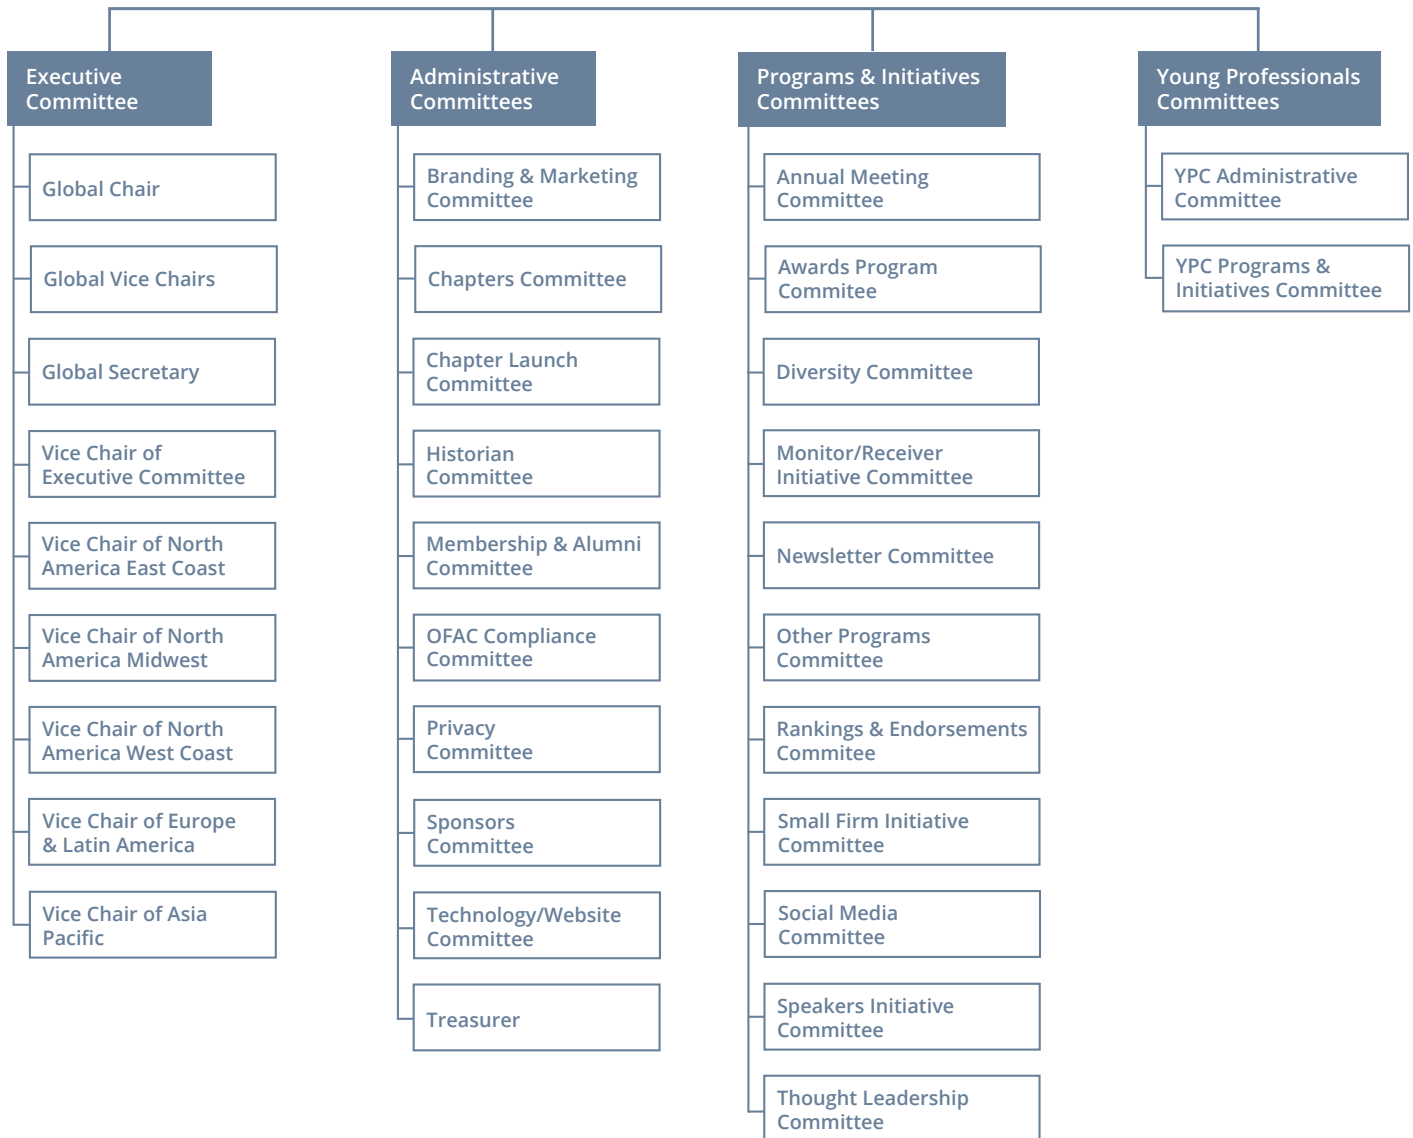 Executive
Committee
Global Chair
Global Vice Chairs
Global Secretary
Vice Chair of
Executive Committee
Vice Chair of North
America East Coast
Vice Chair of North
America Midwest
Vice Chair of North
America West Coast
Vice Chair of Europe
& Latin America
Vice Chair of Asia
Pacific
Administrative
Committees
Branding & Marketing
Committee
Chapters Committee
Chapter Launch
Committee
Historian
Committee
Membership & Alumni
Committee
OFAC Compliance
Committee
Privacy
Committee
Sponsors
Committee
Technology/Website
Committee
Treasurer
Programs & Initiatives
Committees
Annual Meeting
Committee
Awards Program
Commitee
Diversity Committee
Monitor/Receiver
Initiative Committee
Newsletter Committee
Other Programs
Committee
Rankings & Endorsements
Commitee
Small Firm Initiative
Committee
Social Media
Committee
Speakers Initiative
Committee
Thought Leadership
Committee
Young Professionals
Committees
YPC Administrative
Committee
YPC Programs &
Initiatives Committee